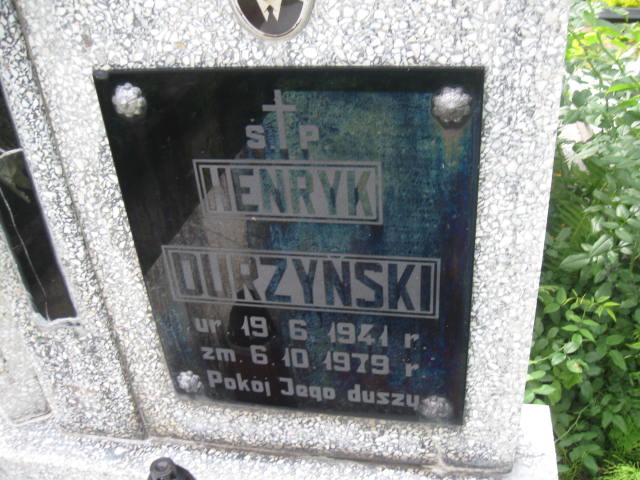 S P
HENRYK
DURZYŃSKI
ur. 19 6 1941 r
zm. 6 10 1979 r
Pokój Jego duszy